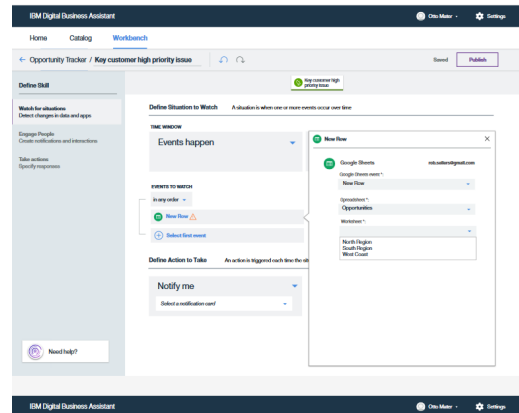 IBM Digital Business Assistant
Otto Mater
Settings
Home
Catalog
Workbench
← Opportunity Tracker / Key customer high priority issue
Saved
Publish
Define Skill
Key customer high
priority issue
Watch for situations
Detect changes in data and apps
Engage People
Create notifications and interactions
Take actions
Specify responses
Define Situation to Watch
A situation is when one or more events occur over time
TIME WINDOW
Events happen
EVENTS TO WATCH
in any order
New Row
Select first event
Define Action to Take
An action is triggered each time the sit
Notify me
Select a notification card
New Row
Google Sheets
Google Sheets event*:
New Row
Spreadsheet*:
Opportunities
Worksheet*:
North Region
South Region
West Coast
Need help?
IBM Digital Business Assistant
Otto Mater
Settings